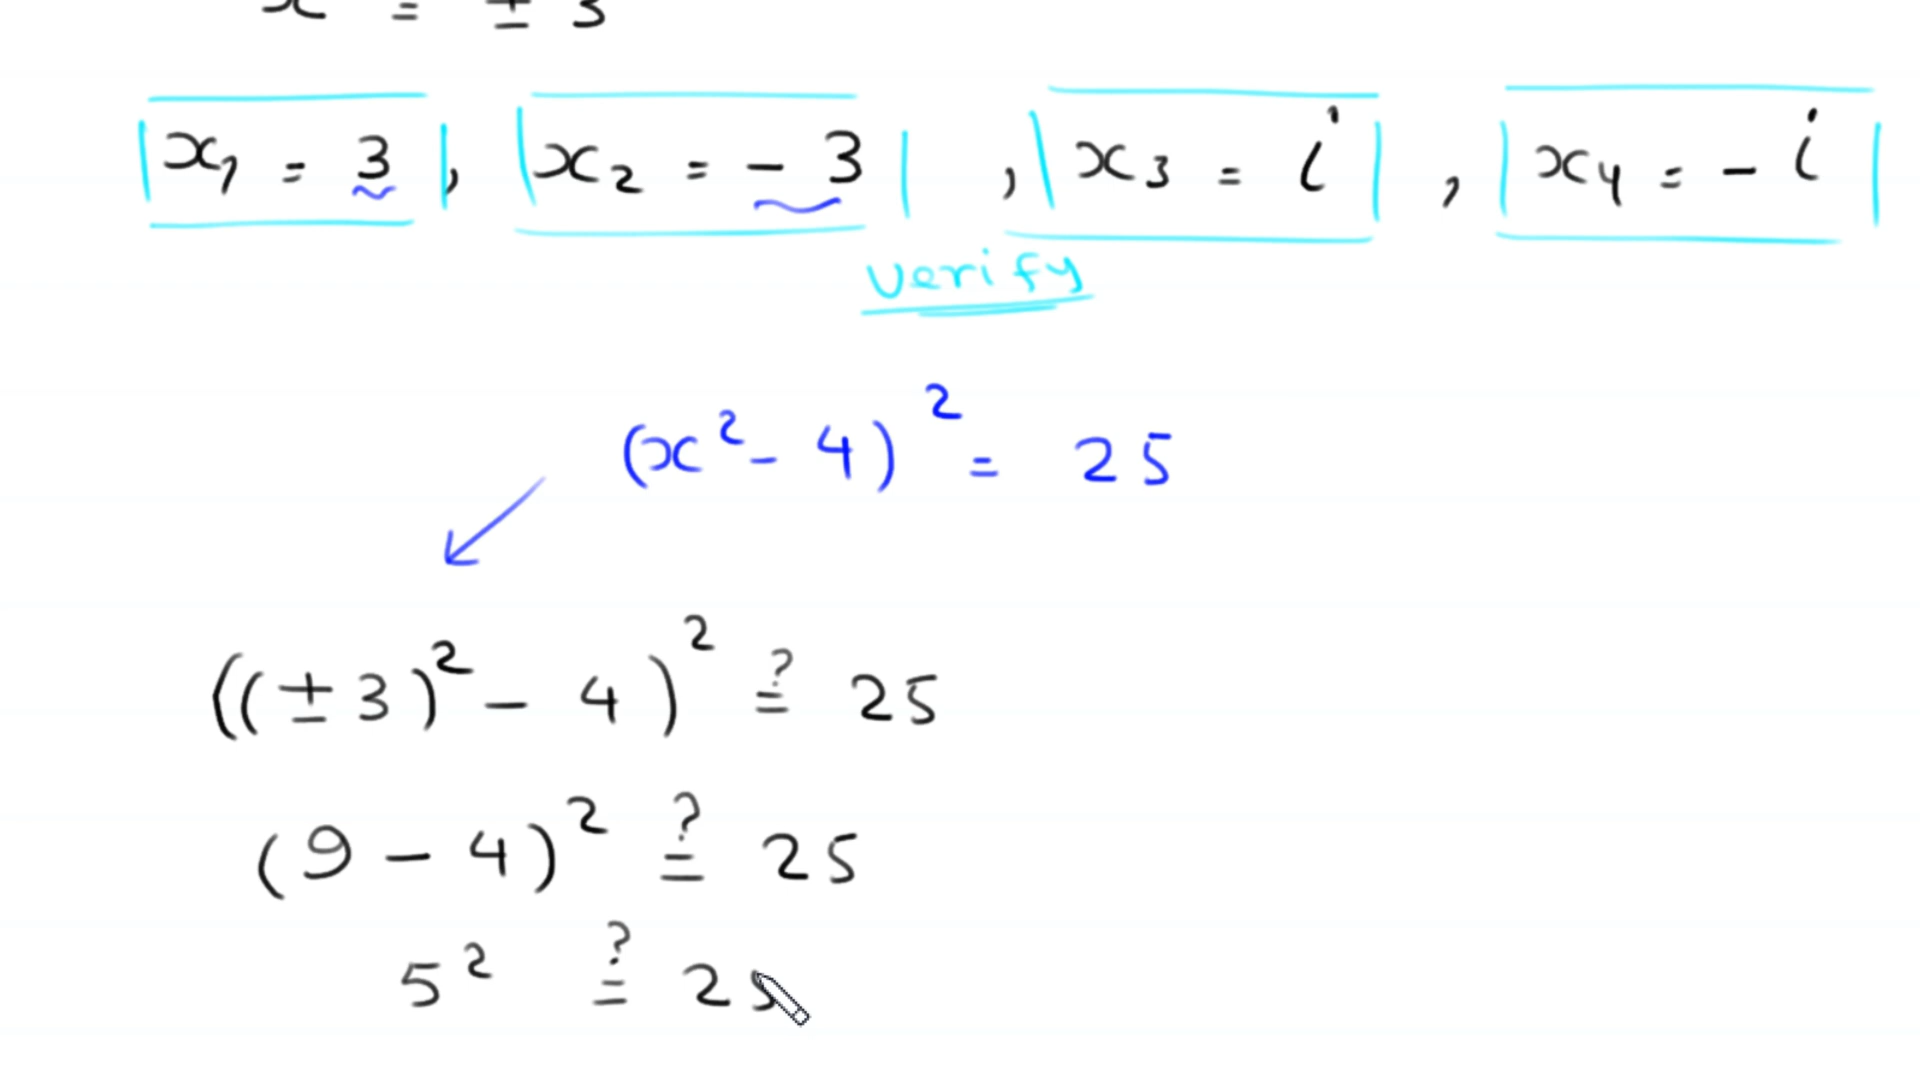 x = ± 3
x₁ = 3 , x₂ = - 3 , x₃ = i , x₄ = - i
verify
(x² - 4)² = 25
((± 3)² - 4)² ≟ 25
(9 - 4)² ≟ 25
5² ≟ 25